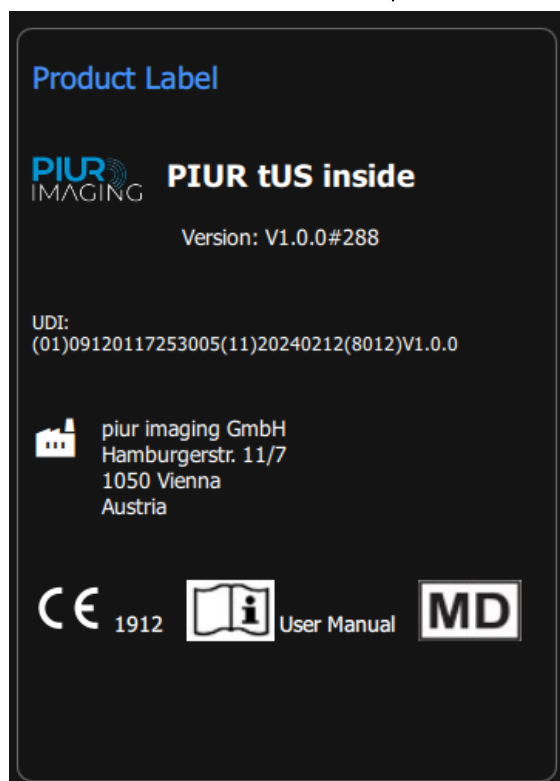 Product Label
PIUR
IMAGING
PIUR tUS inside
Version: V1.0.0#288
UDI:
(01)09120117253005(11)20240212(8012)V1.0.0
piur imaging GmbH
Hamburgerstr. 11/7
1050 Vienna
Austria
CE 1912 i User Manual MD